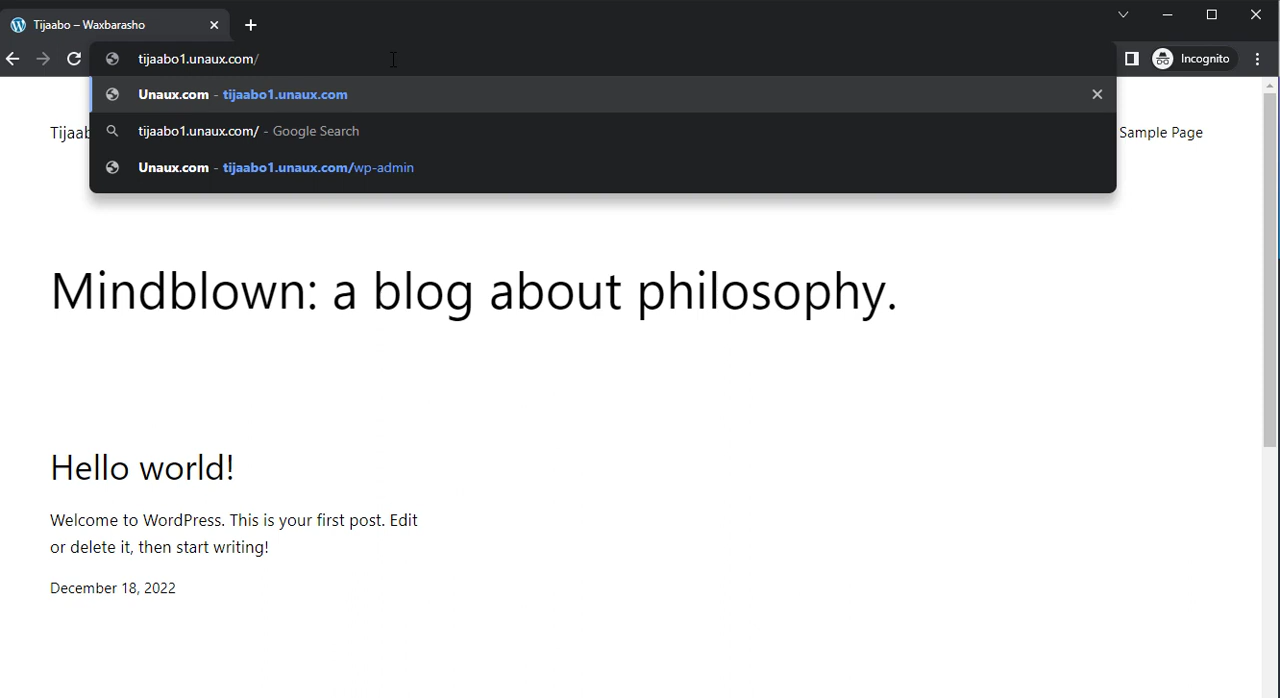 Tijaabo – Waxbarasho
tijaabo1.unaux.com/
Incognito
Unaux.com - tijaabo1.unaux.com
tijaabo1.unaux.com/ - Google Search
Unaux.com - tijaabo1.unaux.com/wp-admin
Tijaab
Sample Page
Mindblown: a blog about philosophy.
Hello world!
Welcome to WordPress. This is your first post. Edit
or delete it, then start writing!
December 18, 2022